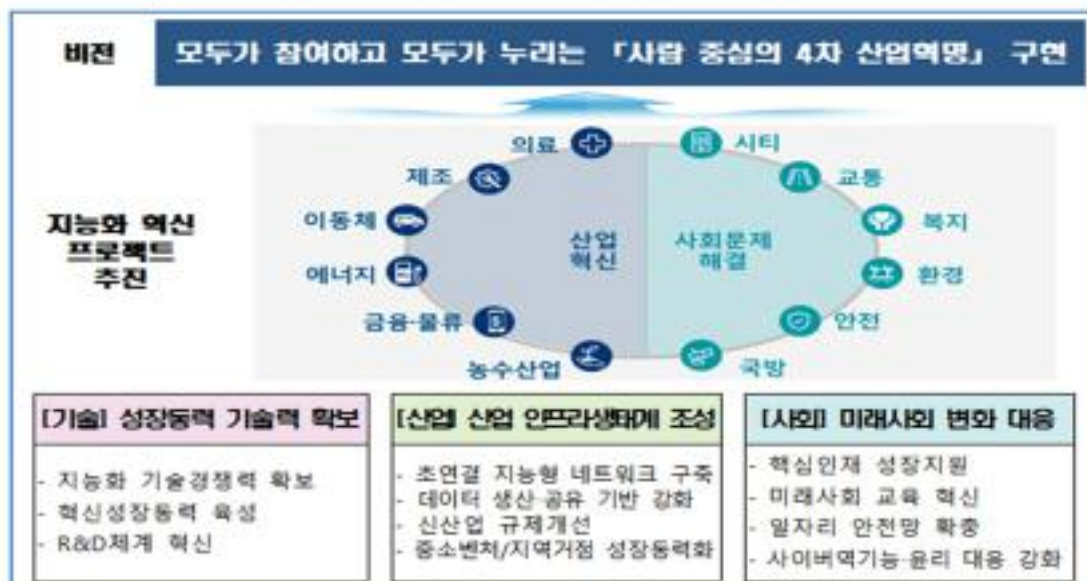 비전
모두가 참여하고 모두가 누리는 「사람 중심의 4차 산업혁명」 구현
지능화 혁신
프로젝트
추진
의료
제조
이동체
에너지
금융·물류
농수산업
산업
혁신
사회문제
해결
시티
교통
복지
환경
안전
국방
[기술] 성장동력 기술력 확보
- 지능화 기술경쟁력 확보
- 혁신성장동력 육성
- R&D체계 혁신
[산업] 산업 인프라생태계 조성
- 초연결 지능형 네트워크 구축
- 데이터 생산·공유 기반 강화
- 신산업 규제개선
- 중소벤처/지역거점 성장동력화
[사회] 미래사회 변화 대응
- 핵심인재 성장지원
- 미래사회 교육 혁신
- 일자리 안전망 확충
- 사이버역기능·윤리 대응 강화